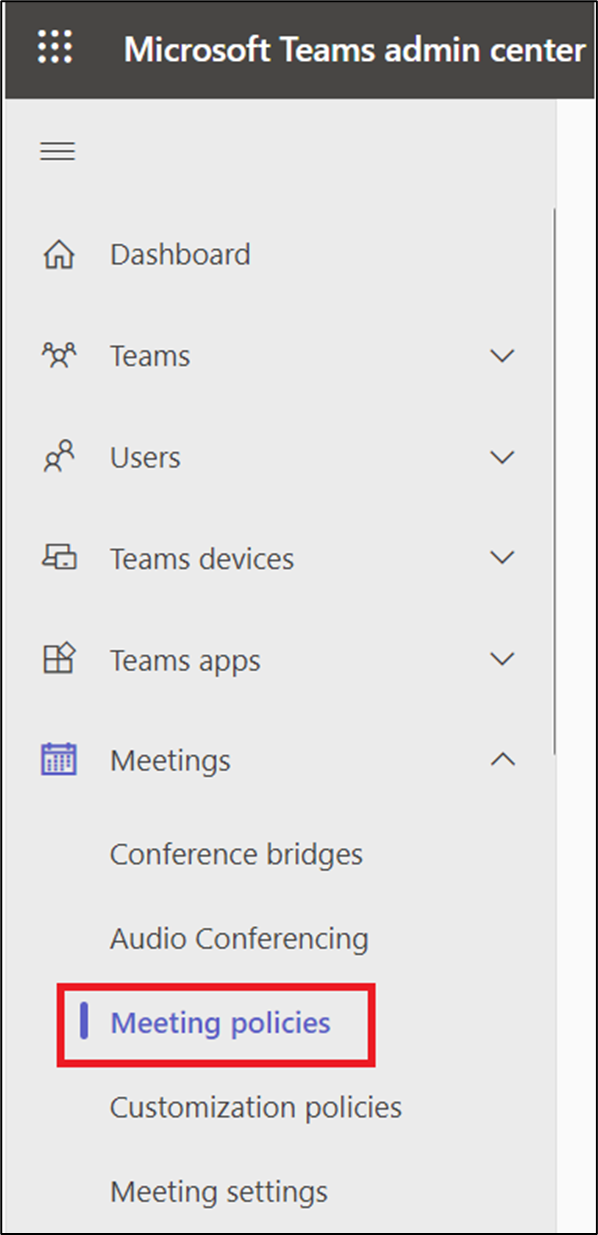 Microsoft Teams admin center
Dashboard
Teams
Users
Teams devices
Teams apps
Meetings
Conference bridges
Audio Conferencing
Meeting policies
Customization policies
Meeting settings